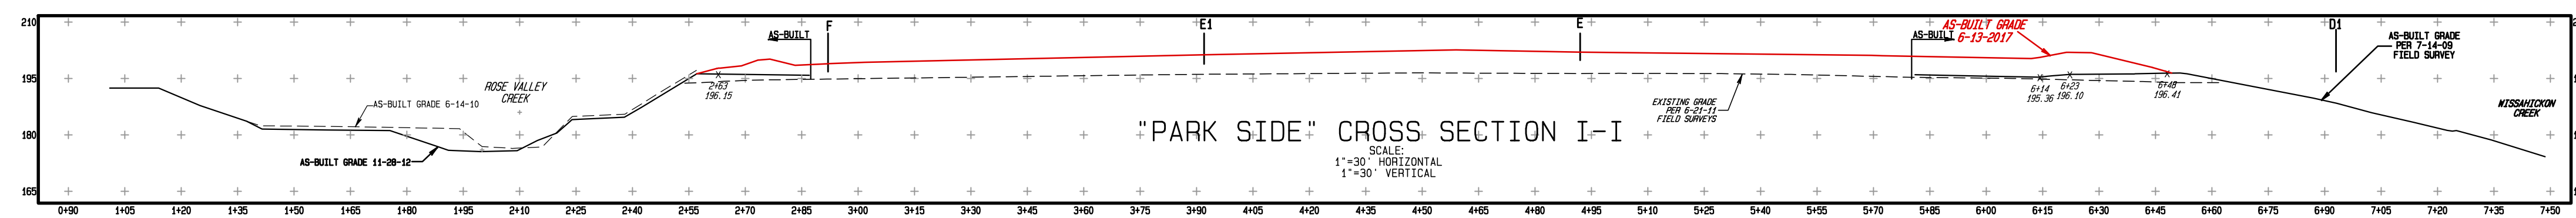 210
195
180
165
AS-BUILT
F
E1
E
AS-BUILT
AS-BUILT GRADE
6-13-2017
D1
AS-BUILT GRADE
PER 7-14-09
FIELD SURVEY
ROSE VALLEY
CREEK
AS-BUILT GRADE 6-14-10
2+63
196.15
EXISTING GRADE
PER 6-21-11
FIELD SURVEYS
6+14
195.36
6+23
196.10
6+48
196.41
WISSAHICKON
CREEK
AS-BUILT GRADE 11-28-12
"PARK SIDE" CROSS SECTION I-I
SCALE:
1"=30' HORIZONTAL
1"=30' VERTICAL
0+90 1+05 1+20 1+35 1+50 1+65 1+80 1+95 2+10 2+25 2+40 2+55 2+70 2+85 3+00 3+15 3+30 3+45 3+60 3+75 3+90 4+05 4+20 4+35 4+50 4+65 4+80 4+95 5+10 5+25 5+40 5+55 5+70 5+85 6+00 6+15 6+30 6+45 6+60 6+75 6+90 7+05 7+20 7+35 7+50